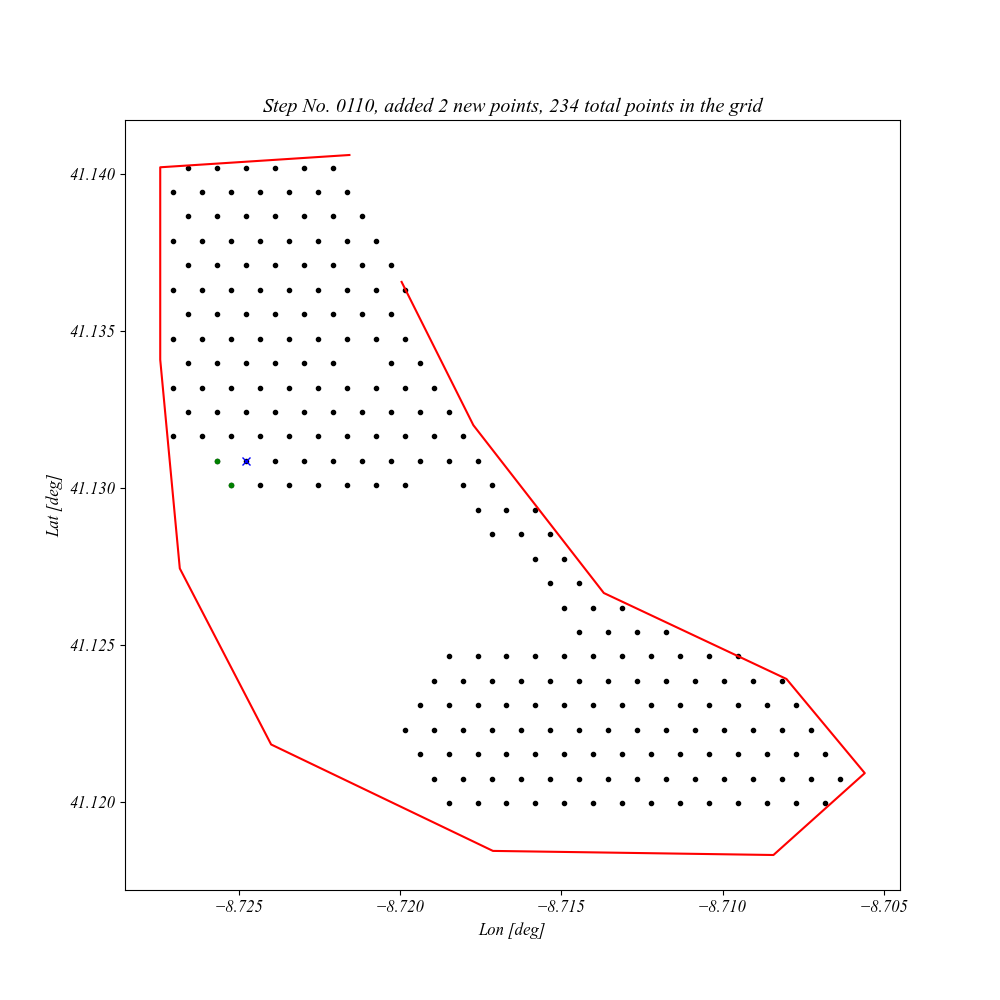 Step No. 0110, added 2 new points, 234 total points in the grid
41.140
41.135
41.130
41.125
41.120
Lat [deg]
−8.725 −8.720 −8.715 −8.710 −8.705
Lon [deg]